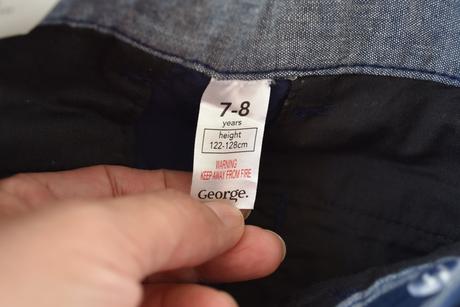 7-8
years
height
122-128cm
WARNING
KEEP AWAY FROM FIRE
George.